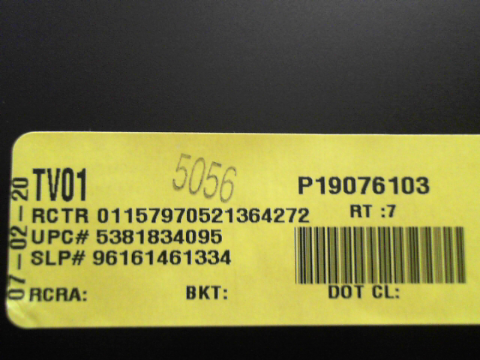 TV01
5056
P19076103
RCTR 01157970521364272
RT :7
UPC# 5381834095
SLP# 96161461334
RCRA:
BKT:
DOT CL:
07-02-20